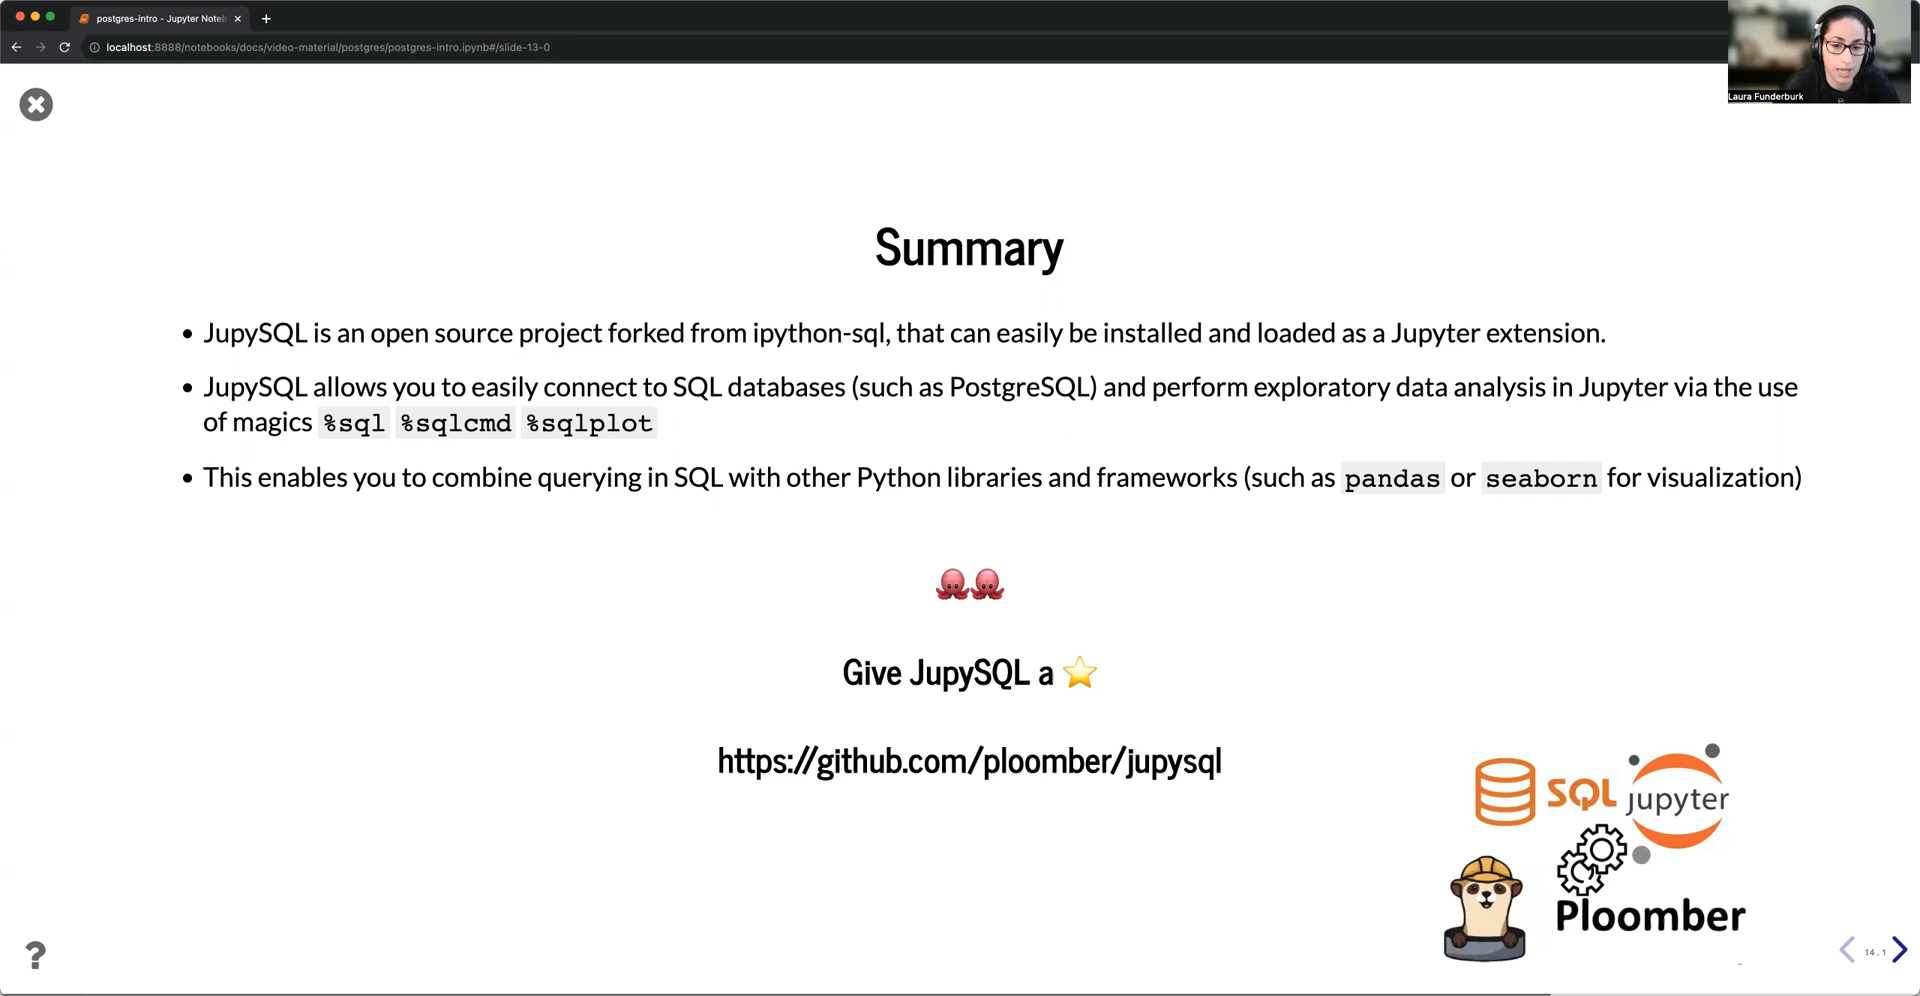 postgres-intro - Jupyter Noteb
localhost:8888/notebooks/docs/video-material/postgres/postgres-intro.ipynb#/slide-13-0
Laura Funderburk
Summary
JupySQL is an open source project forked from ipython-sql, that can easily be installed and loaded as a Jupyter extension.
JupySQL allows you to easily connect to SQL databases (such as PostgreSQL) and perform exploratory data analysis in Jupyter via the use
of magics %sql %sqlcmd %sqlplot
This enables you to combine querying in SQL with other Python libraries and frameworks (such as pandas or seaborn for visualization)
Give JupySQL a ⭐
https://github.com/ploomber/jupysql
SQL jupyter
Ploomber
?
14.1